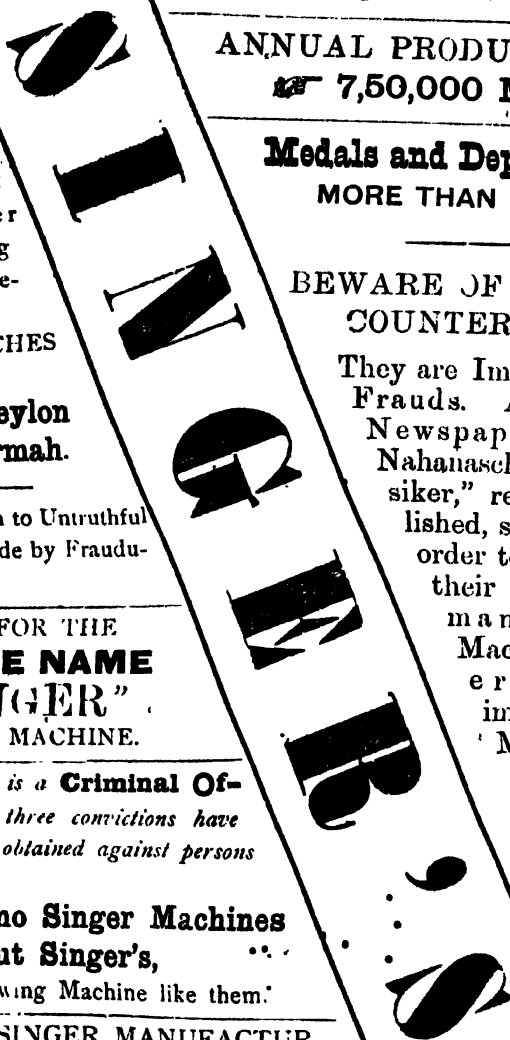 SINGER'S
ANNUAL PRODU
7,50,000
Medals and Dep
MORE THAN
BEWARE OF
COUNTER
They are Im
Frauds.
Newspap
Nahanasch
siker," re
lished, s
order t
their
man
Mac
er
im
M
er
g
e-
CHES
eylon
rmah.
n to Untruthful
de by Fraudu-
FOR THE
E NAME
NGER"
MACHINE.
is a Criminal Of-
three convictions have
obtained against persons
no Singer Machines
ut Singer's,
wing Machine like them.
SINGER MANUFACTUR